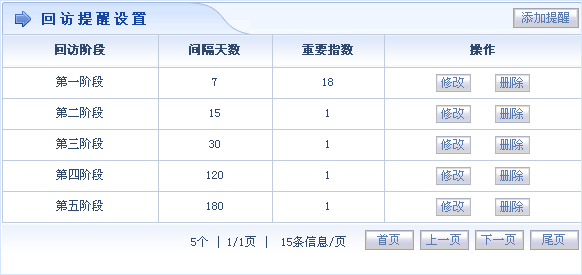 回访提醒设置 添加提醒
回访阶段 间隔天数 重要指数 操作
第一阶段 7 18 修改 删除
第二阶段 15 1 修改 删除
第三阶段 30 1 修改 删除
第四阶段 120 1 修改 删除
第五阶段 180 1 修改 删除
5个 | 1/1页 | 15条信息/页 首页 上一页 下一页 尾页